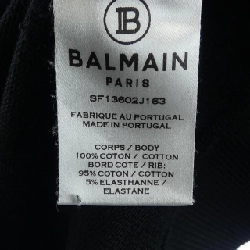 B
BALMAIN
PARIS
SF13602J163
FABRIQUE AU PORTUGAL
MADE IN PORTUGAL
CORPS / BODY
100% COTON / COTTON
BORD COTE / RIB:
95% COTON / COTTON
5% ELASTHANNE /
ELASTANE